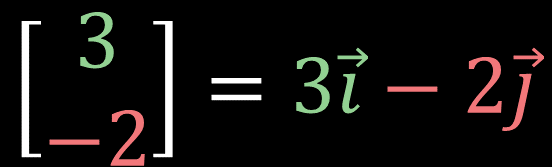 [3
-2] = 3i⃗ − 2j⃗